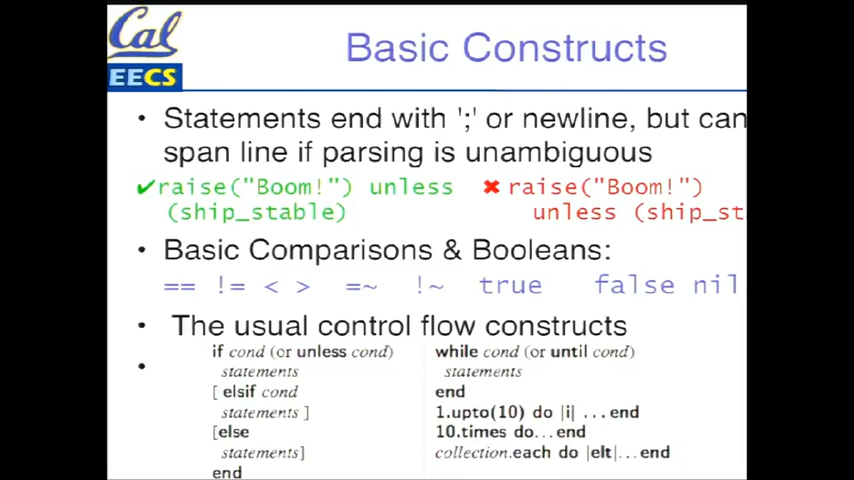 Cal
EECS
Basic Constructs
• Statements end with ';' or newline, but can
span line if parsing is unambiguous
✔raise("Boom!") unless ✖ raise("Boom!")
(ship_stable) unless (ship_st
• Basic Comparisons & Booleans:
== != < > =~ !~ true false nil
• The usual control flow constructs
•
if cond (or unless cond)
statements
[ elsif cond
statements ]
[else
statements]
end
while cond (or until cond)
statements
end
1.upto(10) do |i| ...end
10.times do...end
collection.each do |elt|...end